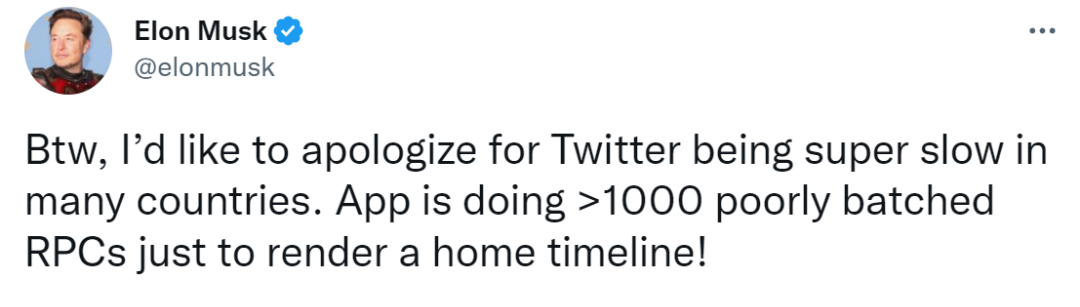 Elon Musk
@elonmusk
Btw, I’d like to apologize for Twitter being super slow in
many countries. App is doing >1000 poorly batched
RPCs just to render a home timeline!